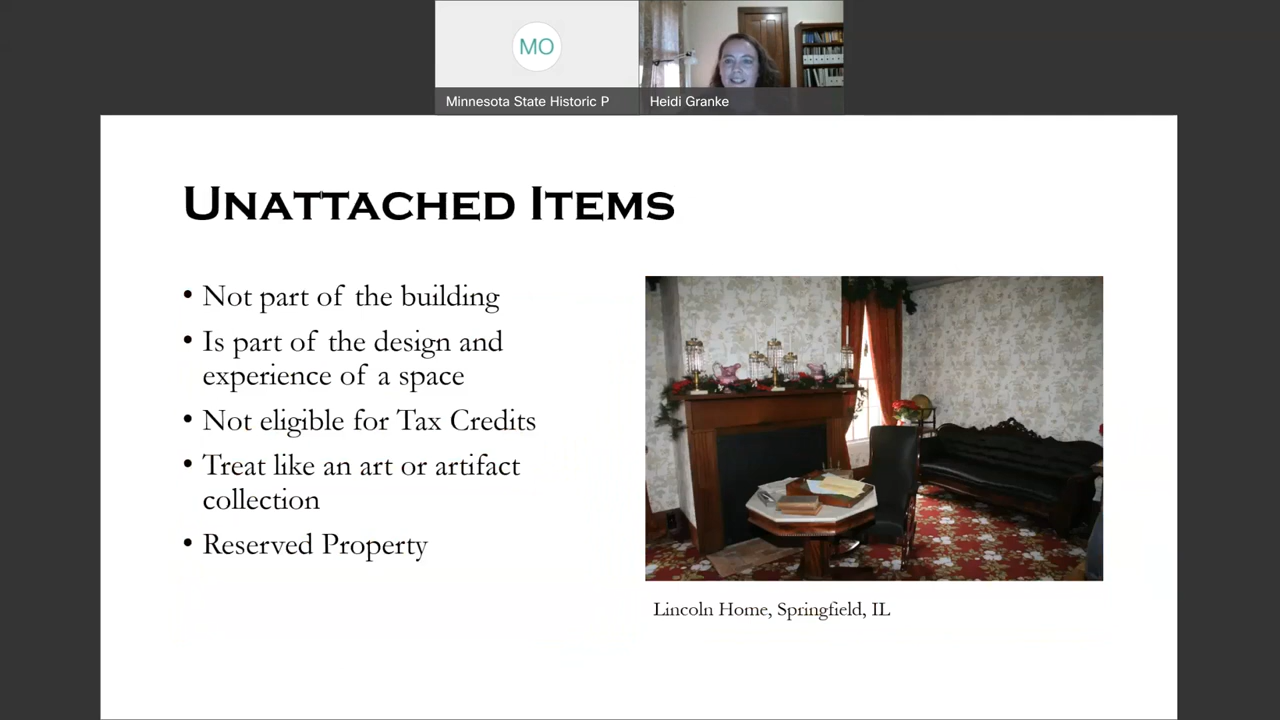 MO
Minnesota State Historic P
Heidi Granke
Unattached Items
• Not part of the building
• Is part of the design and
experience of a space
• Not eligible for Tax Credits
• Treat like an art or artifact
collection
• Reserved Property
Lincoln Home, Springfield, IL